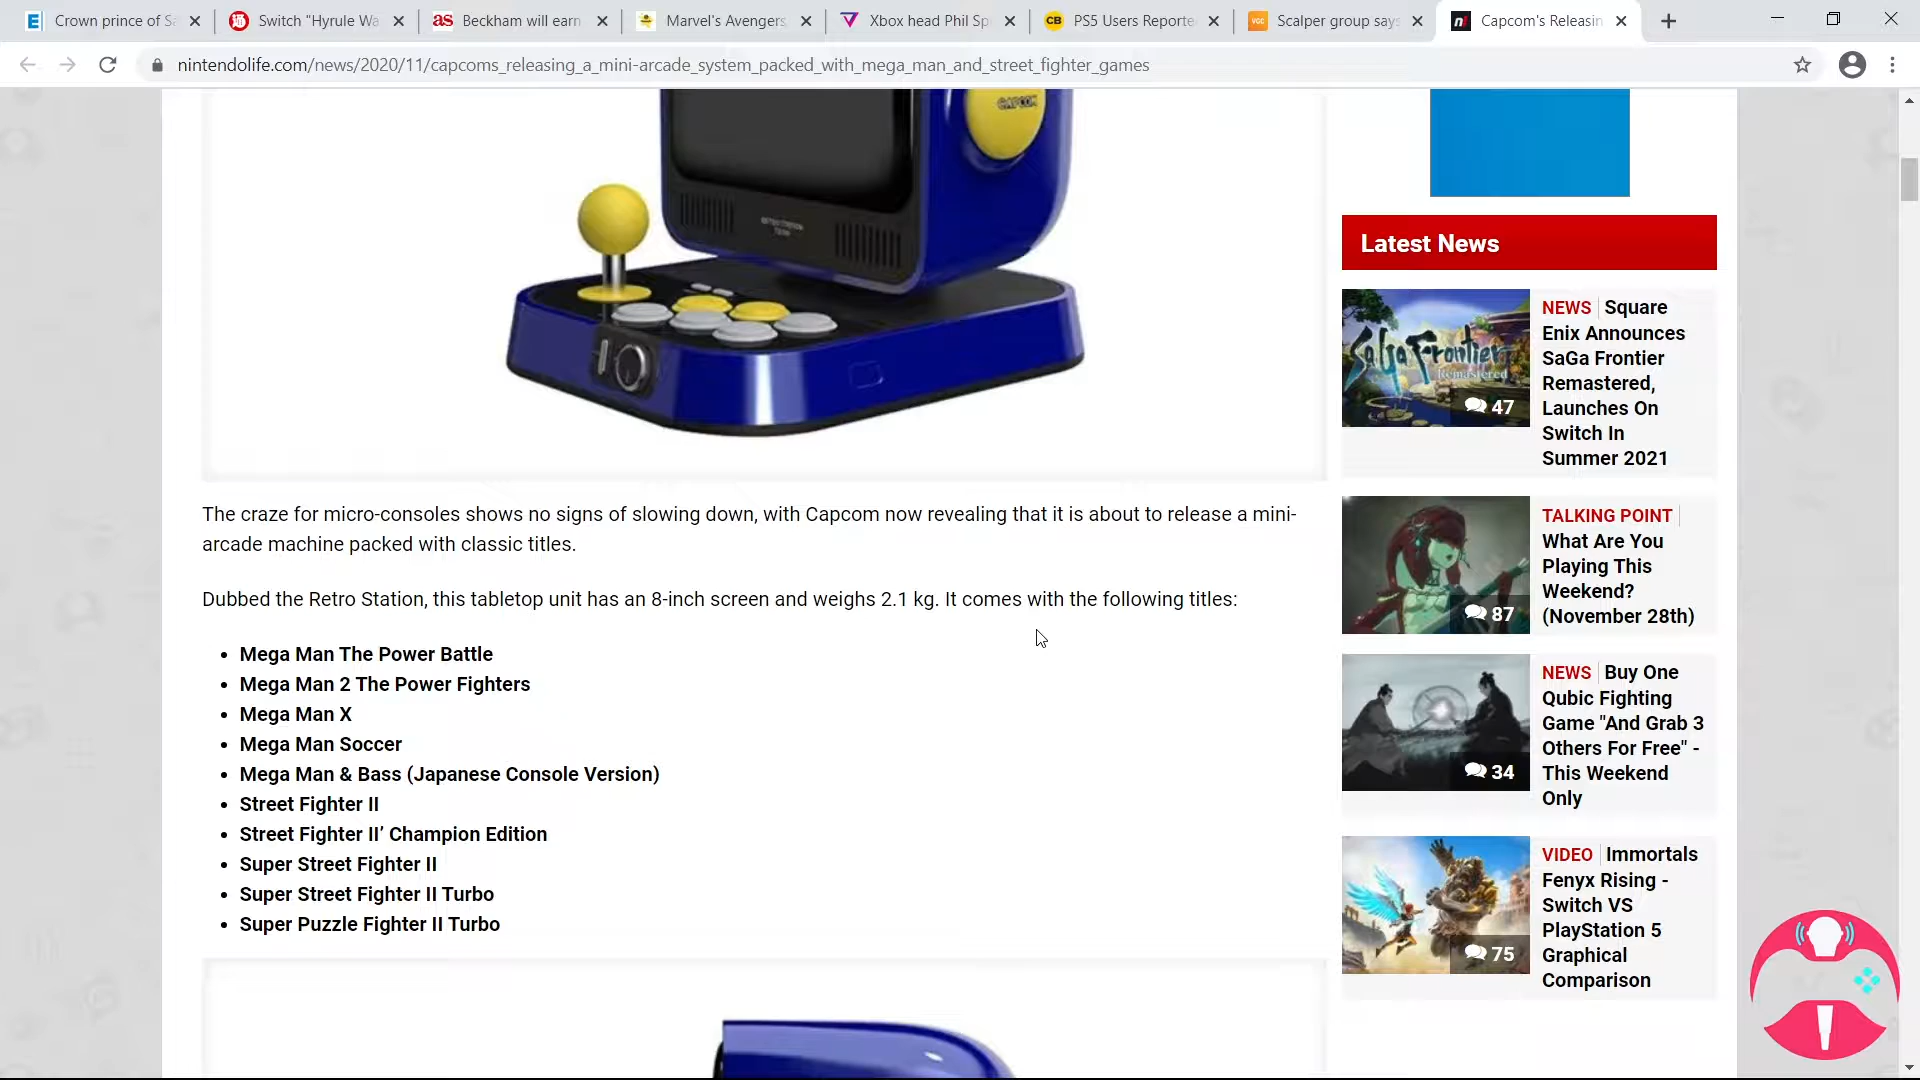 Crown prince of Sa
Switch "Hyrule Wa
as Beckham will earn
Marvel's Avengers
Xbox head Phil Sp
CB PS5 Users Reporte
VGC Scalper group says
n! Capcom's Releasin
nintendolife.com/news/2020/11/capcoms_releasing_a_mini-arcade_system_packed_with_mega_man_and_street_fighter_games
CAPCOM
Latest News
SaGa Frontier
Remastered
47
NEWS Square
Enix Announces
SaGa Frontier
Remastered,
Launches On
Switch In
Summer 2021
The craze for micro-consoles shows no signs of slowing down, with Capcom now revealing that it is about to release a mini-
arcade machine packed with classic titles.
Dubbed the Retro Station, this tabletop unit has an 8-inch screen and weighs 2.1 kg. It comes with the following titles:
• Mega Man The Power Battle
• Mega Man 2 The Power Fighters
• Mega Man X
• Mega Man Soccer
• Mega Man & Bass (Japanese Console Version)
• Street Fighter II
• Street Fighter II’ Champion Edition
• Super Street Fighter II
• Super Street Fighter II Turbo
• Super Puzzle Fighter II Turbo
87
TALKING POINT
What Are You
Playing This
Weekend?
(November 28th)
34
NEWS Buy One
Qubic Fighting
Game "And Grab 3
Others For Free" -
This Weekend
Only
75
VIDEO Immortals
Fenyx Rising -
Switch VS
PlayStation 5
Graphical
Comparison